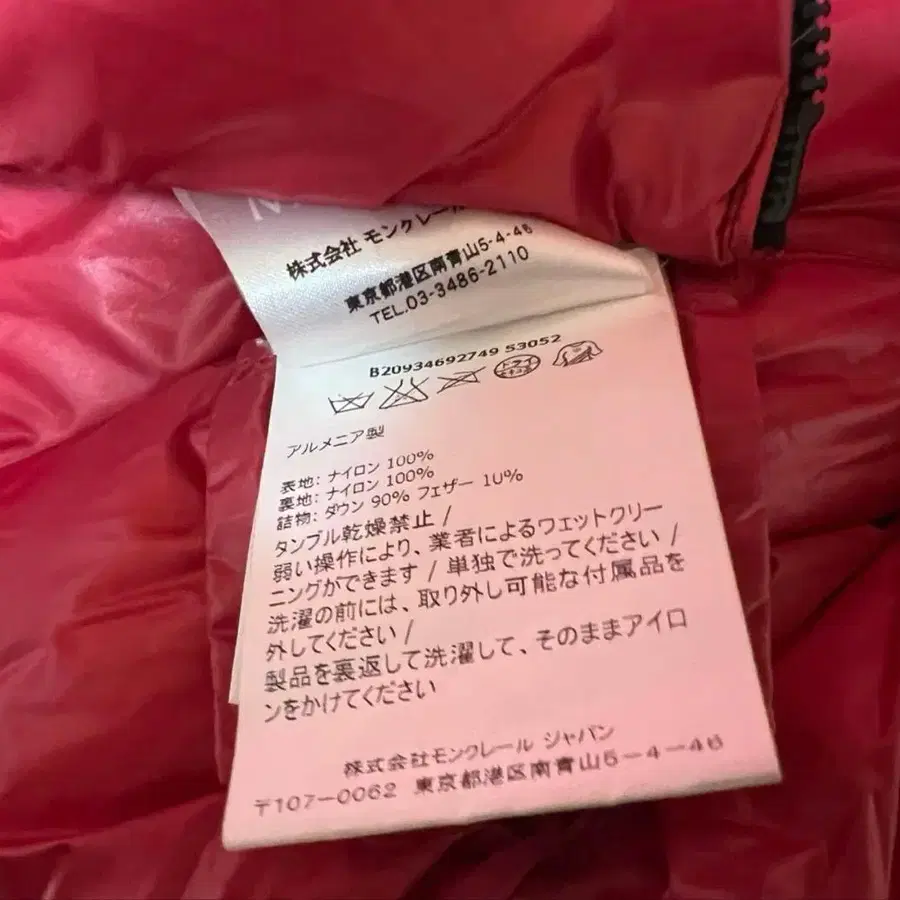 株式会社 モンクレール
東京都港区南青山5-4-46
TEL.03-3486-2110
B20934692749 53052
ドライ
アルメニア製
表地: ナイロン 100%
裏地: ナイロン 100%
詰物: ダウン 90% フェザー 10%
タンブル乾燥禁止 /
弱い操作により、業者によるウェットクリー
ニングができます / 単独で洗ってください /
洗濯の前には、取り外し可能な付属品を
外してください /
製品を裏返して洗濯して、そのままアイロ
ンをかけてください
株式会社モンクレール ジャパン
〒107-0062 東京都港区南青山5-4-46